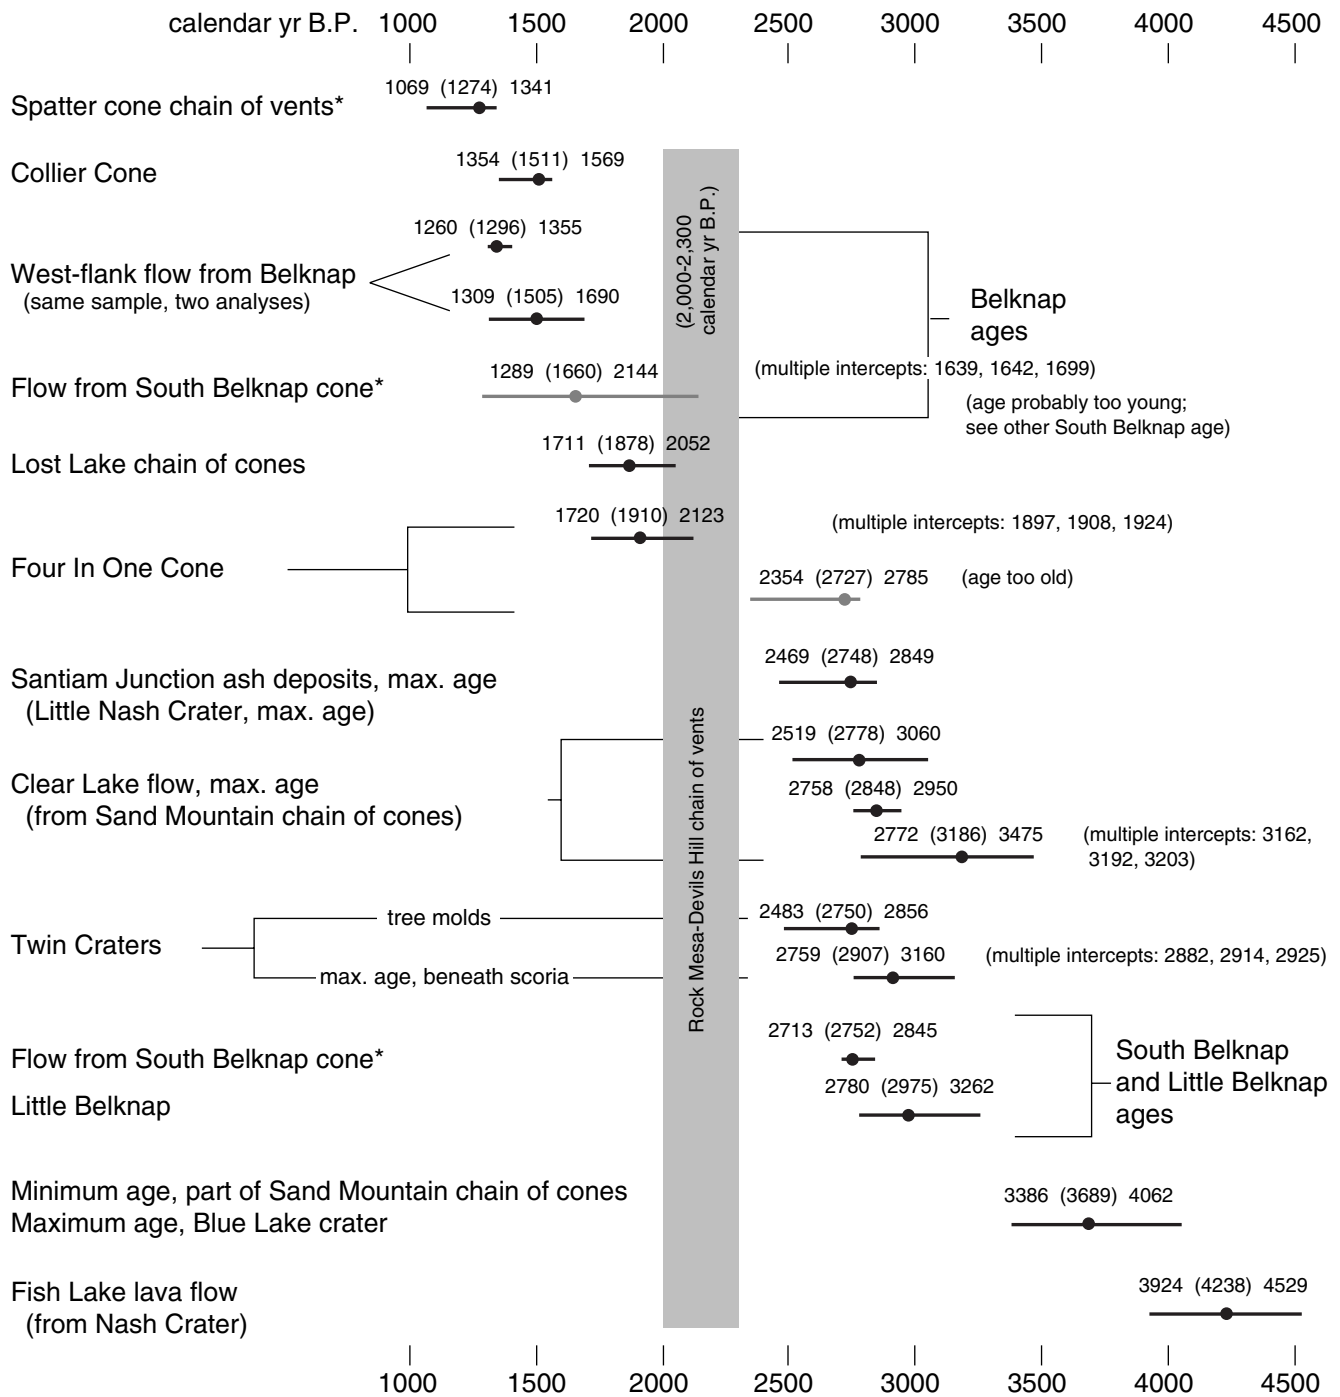 calendar yr B.P. 1000 1500 2000 2500 3000 3500 4000 4500
1069 (1274) 1341
Spatter cone chain of vents*
1354 (1511) 1569
Collier Cone
1260 (1296) 1355
West-flank flow from Belknap
(same sample, two analyses)
1309 (1505) 1690
(2,000-2,300
calendar yr B.P.)
Belknap
ages
1289 (1660) 2144
(multiple intercepts: 1639, 1642, 1699)
Flow from South Belknap cone*
(age probably too young;
see other South Belknap age)
1711 (1878) 2052
Lost Lake chain of cones
1720 (1910) 2123
(multiple intercepts: 1897, 1908, 1924)
Four In One Cone
2354 (2727) 2785 (age too old)
2469 (2748) 2849
Santiam Junction ash deposits, max. age
(Little Nash Crater, max. age)
Rock Mesa-Devils Hill chain of vents
2519 (2778) 3060
Clear Lake flow, max. age
(from Sand Mountain chain of cones)
2758 (2848) 2950
2772 (3186) 3475
(multiple intercepts: 3162,
3192, 3203)
2483 (2750) 2856
tree molds
Twin Craters
2759 (2907) 3160
(multiple intercepts: 2882, 2914, 2925)
max. age, beneath scoria
2713 (2752) 2845
Flow from South Belknap cone*
2780 (2975) 3262
Little Belknap
South Belknap
and Little Belknap
ages
Minimum age, part of Sand Mountain chain of cones
Maximum age, Blue Lake crater
3386 (3689) 4062
3924 (4238) 4529
Fish Lake lava flow
(from Nash Crater)
1000 1500 2000 2500 3000 3500 4000 4500